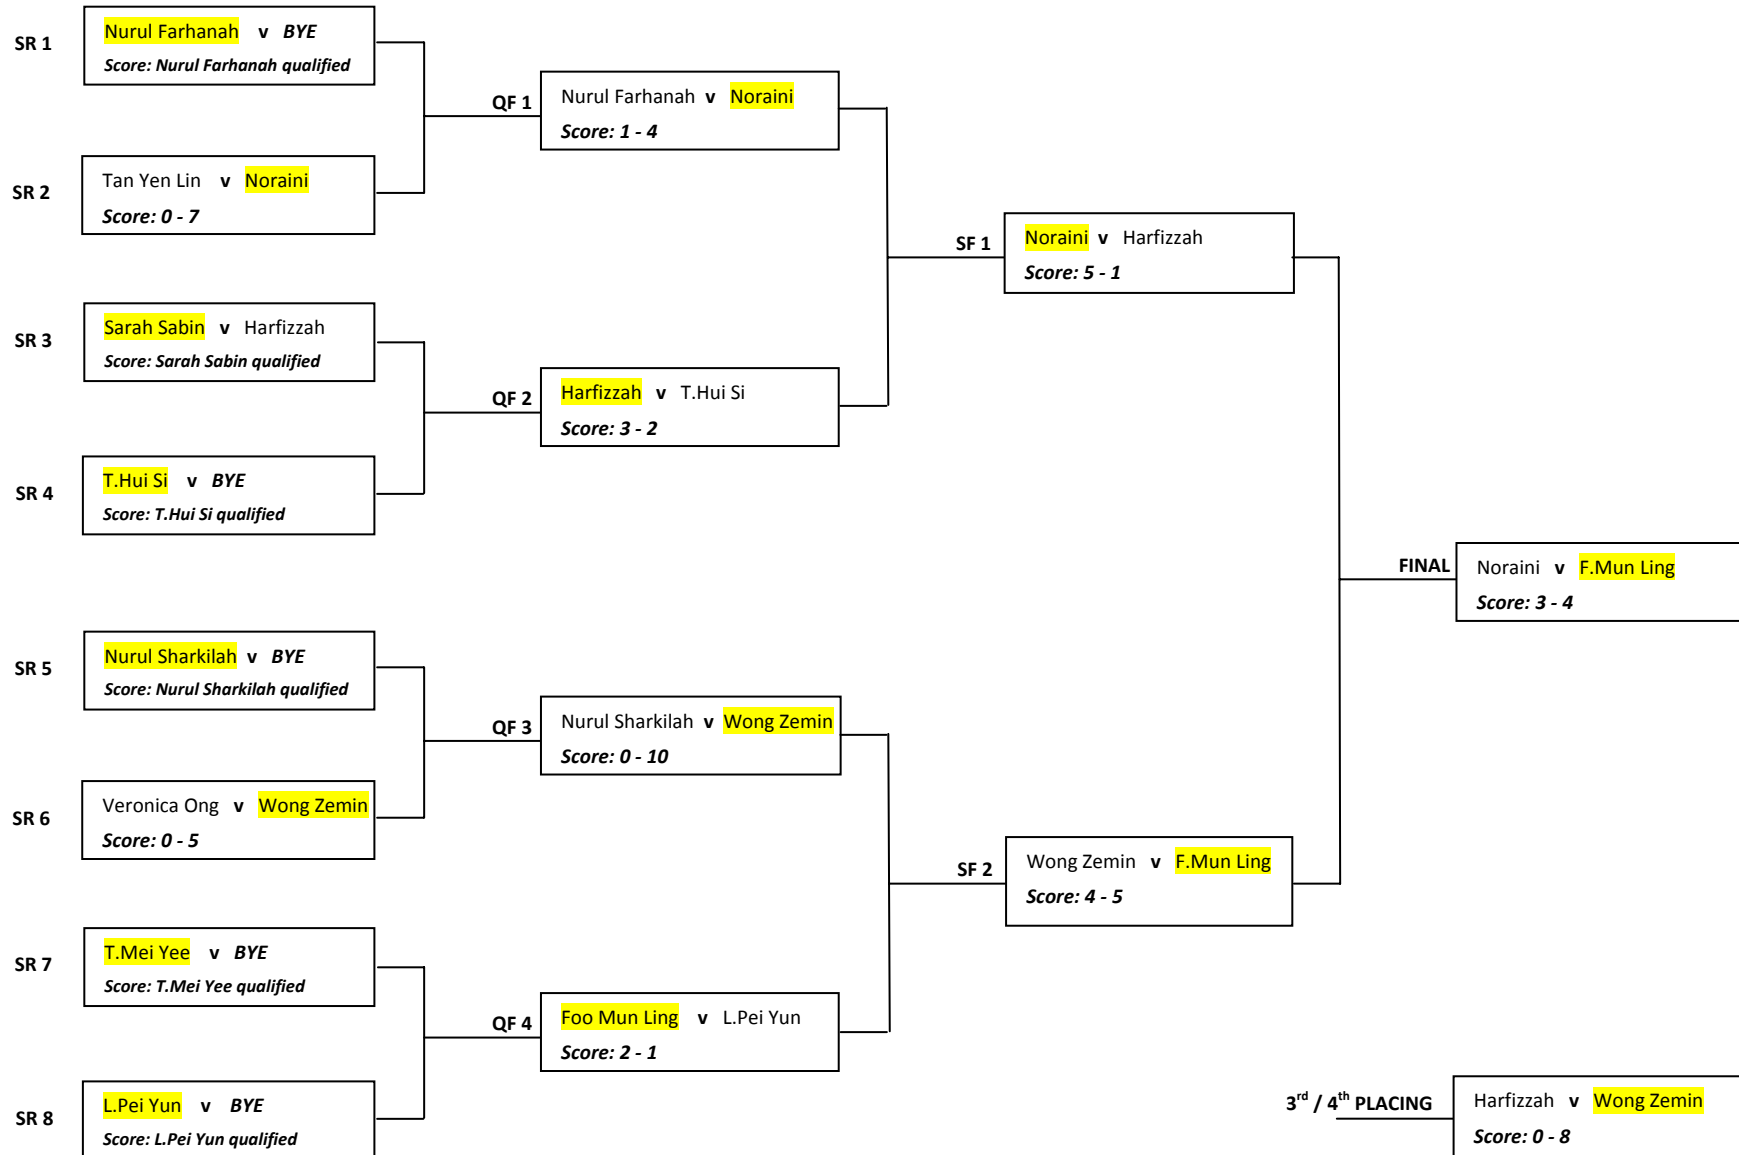 SR 1
Nurul Farhanah v BYE
Score: Nurul Farhanah qualified
SR 2
Tan Yen Lin v Noraini
Score: 0 - 7
SR 3
Sarah Sabin v Harfizzah
Score: Sarah Sabin qualified
SR 4
T.Hui Si v BYE
Score: T.Hui Si qualified
SR 5
Nurul Sharkilah v BYE
Score: Nurul Sharkilah qualified
SR 6
Veronica Ong v Wong Zemin
Score: 0 - 5
SR 7
T.Mei Yee v BYE
Score: T.Mei Yee qualified
SR 8
L.Pei Yun v BYE
Score: L.Pei Yun qualified
QF 1
Nurul Farhanah v Noraini
Score: 1 - 4
QF 2
Harfizzah v T.Hui Si
Score: 3 - 2
QF 3
Nurul Sharkilah v Wong Zemin
Score: 0 - 10
QF 4
Foo Mun Ling v L.Pei Yun
Score: 2 - 1
SF 1
Noraini v Harfizzah
Score: 5 - 1
SF 2
Wong Zemin v F.Mun Ling
Score: 4 - 5
FINAL
Noraini v F.Mun Ling
Score: 3 - 4
3rd / 4th PLACING
Harfizzah v Wong Zemin
Score: 0 - 8